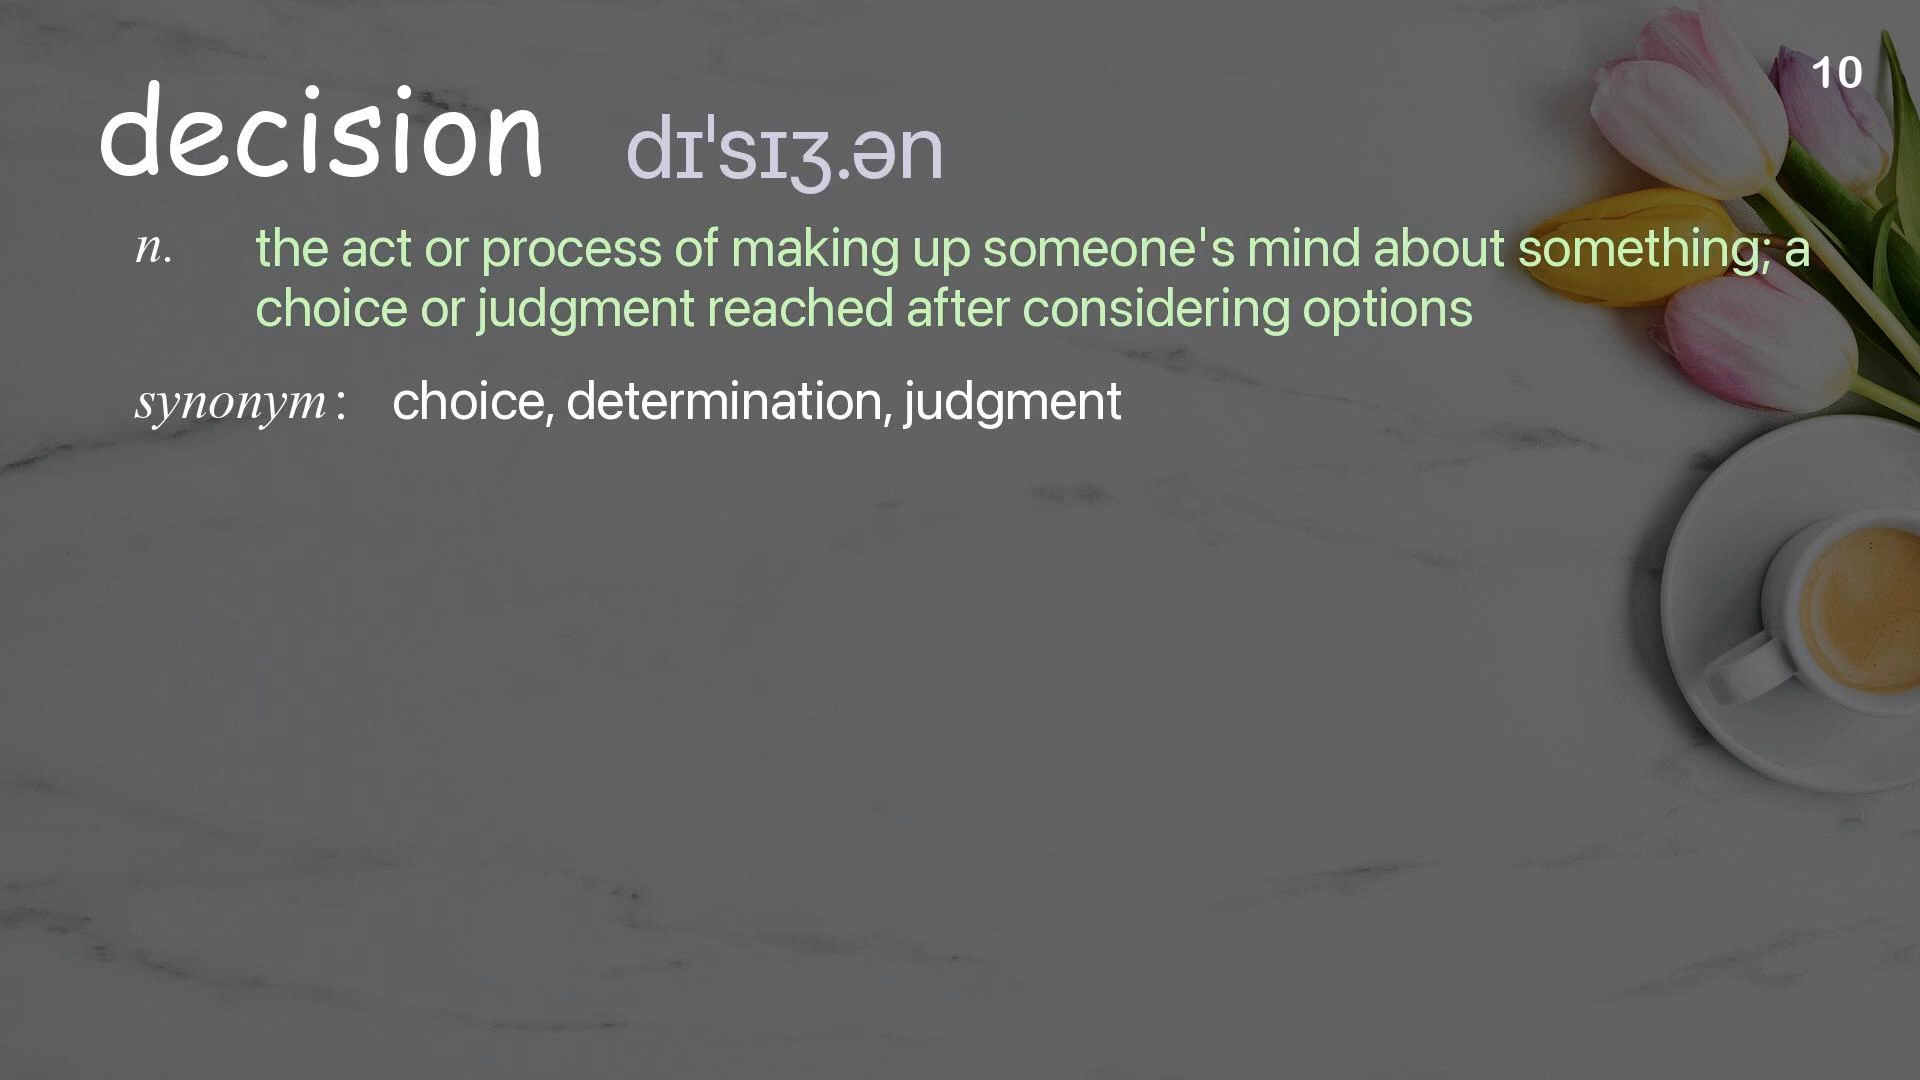 10
decision dɪˈsɪʒ.ən
n. the act or process of making up someone's mind about something; a
choice or judgment reached after considering options
synonym : choice, determination, judgment